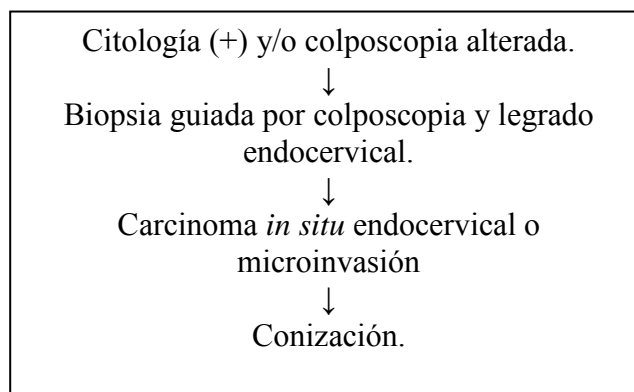 Citología (+) y/o colposcopia alterada.
↓
Biopsia guiada por colposcopia y legrado
endocervical.
↓
Carcinoma in situ endocervical o
microinvasión
↓
Conización.